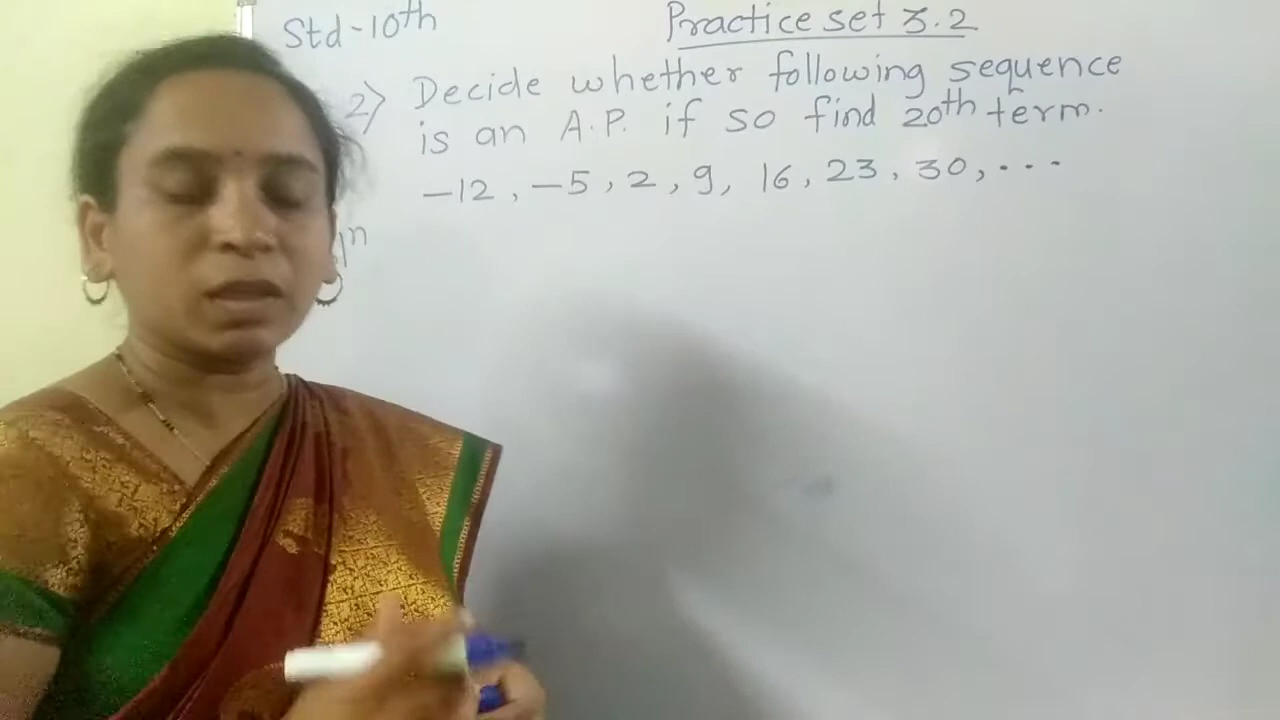 Std-10th
Practice set 3.2
2) Decide whether following sequence
is an A.P. if so find 20th term.
-12, -5, 2, 9, 16, 23, 30, ...